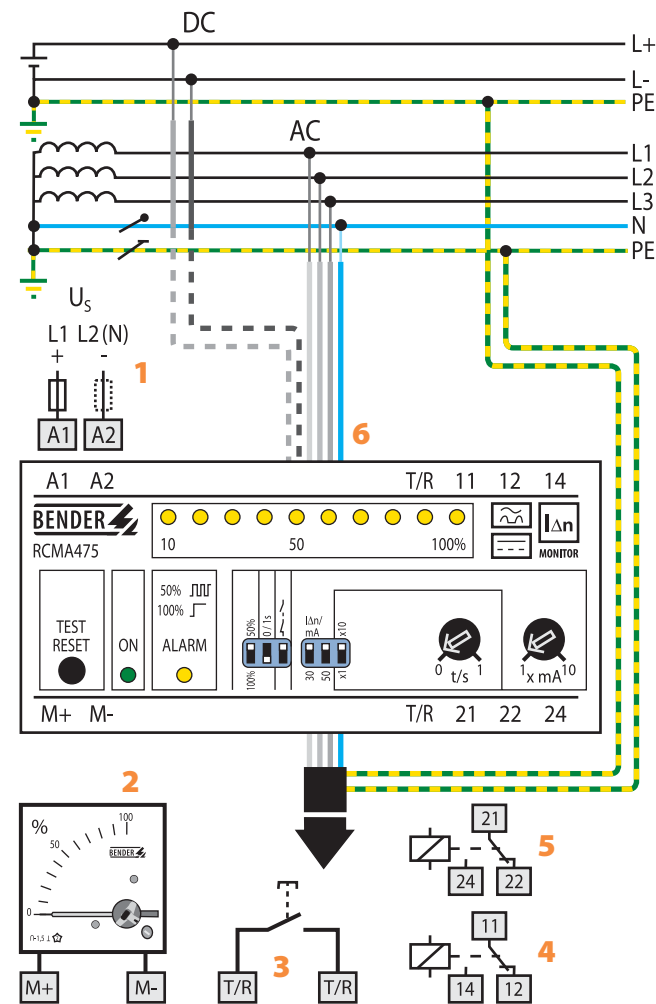 DC
L+
L-
PE
AC
L1
L2
L3
N
PE
US
L1 L2 (N)
+ -
1
A1 A2
6
A1 A2 T/R 11 12 14
BENDER
RCMA475
10 50 100%
IΔn
MONITOR
TEST
RESET
ON
50%
100%
ALARM
50%
100%
0 / 1s
IΔn/
mA
30
50
x10
x1
0 t/s 1
1 x mA 10
M+ M- T/R 21 22 24
2
%
50
100
BENDER
0
M+ M-
3
T/R T/R
21
5
24 22
11
4
14 12